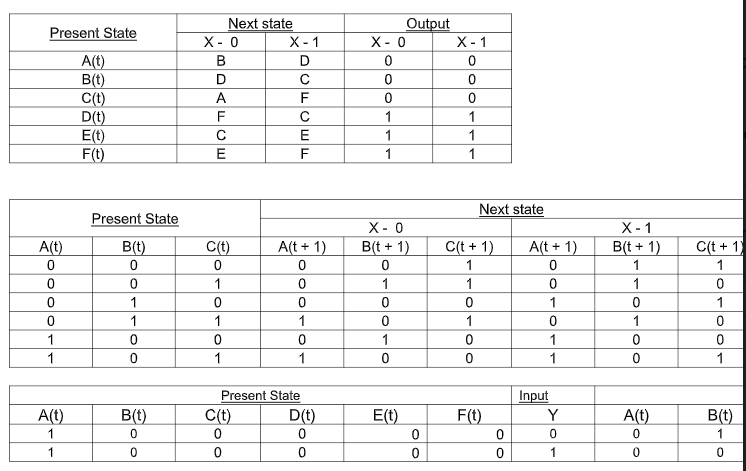 Present State Next state Output
X - 0 X - 1 X - 0 X - 1
A(t) B D 0 0
B(t) D C 0 0
C(t) A F 0 0
D(t) F C 1 1
E(t) C E 1 1
F(t) E F 1 1
Present State Next state
X - 0 X - 1
A(t) B(t) C(t) A(t + 1) B(t + 1) C(t + 1) A(t + 1) B(t + 1) C(t + 1)
0 0 0 0 0 1 0 1 1
0 0 1 0 1 1 0 1 0
0 1 0 0 0 0 1 0 1
0 1 1 1 0 1 0 1 0
1 0 0 0 1 0 1 0 0
1 0 1 1 0 0 1 0 1
Present State Input
A(t) B(t) C(t) D(t) E(t) F(t) Y A(t) B(t)
1 0 0 0 0 0 0 0 1
1 0 0 0 0 0 1 0 0